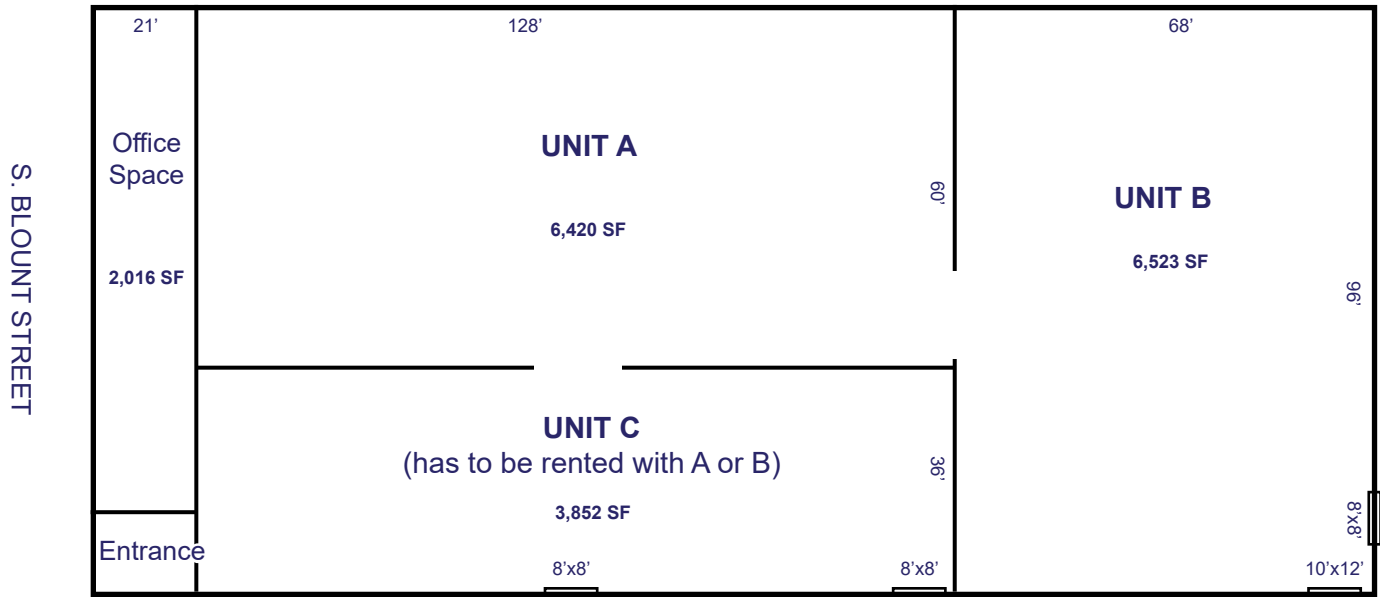 21’
128’
68’
Office
Space
2,016 SF
S. BLOUNT STREET
UNIT A
6,420 SF
60’
UNIT B
6,523 SF
96’
UNIT C
(has to be rented with A or B)
3,852 SF
36’
Entrance
8’x8’
8’x8’
8’x8’
10’x12’